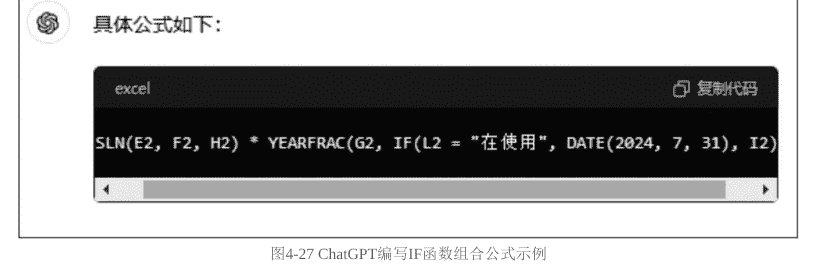 具体公式如下：
excel
复制代码
SLN(E2, F2, H2) * YEARFRAC(G2, IF(L2 = "在使用", DATE(2024, 7, 31), I2)
图4-27 ChatGPT编写IF函数组合公式示例